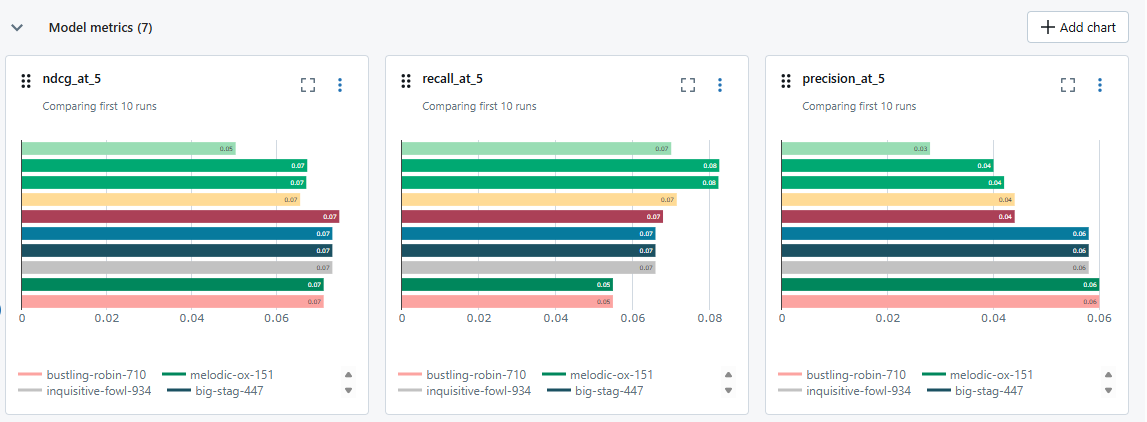 Model metrics (7)
Add chart
ndcg_at_5
Comparing first 10 runs
0.05
0.07
0.07
0.07
0.07
0.07
0.07
0.07
0.07
0.07
0 0.02 0.04 0.06
bustling-robin-710 melodic-ox-151
inquisitive-fowl-934 big-stag-447
recall_at_5
Comparing first 10 runs
0.07
0.08
0.08
0.07
0.07
0.07
0.07
0.07
0.05
0.05
0 0.02 0.04 0.06 0.08
bustling-robin-710 melodic-ox-151
inquisitive-fowl-934 big-stag-447
precision_at_5
Comparing first 10 runs
0.03
0.04
0.04
0.04
0.04
0.06
0.06
0.06
0.06
0.06
0 0.02 0.04 0.06
bustling-robin-710 melodic-ox-151
inquisitive-fowl-934 big-stag-447